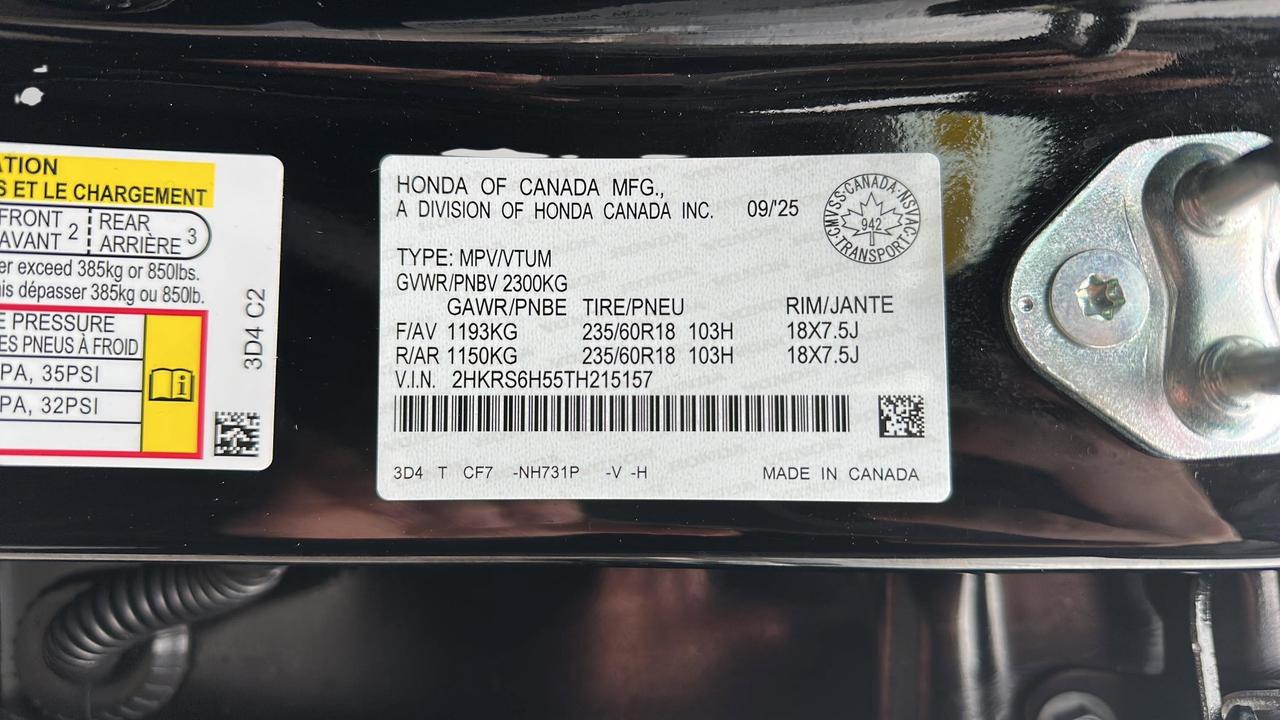 ATION
S ET LE CHARGEMENT
FRONT
AVANT 2
REAR
ARRIÈRE 3
er exceed 385kg or 850lbs.
is dépasser 385kg ou 850lb.
E PRESSURE
ES PNEUS À FROID
PA, 35PSI
PA, 32PSI
3D4 C2
HONDA OF CANADA MFG.,
A DIVISION OF HONDA CANADA INC. 09/'25
CMVSS·CANADA·NSVAC
942
·TRANSPORT·
TYPE: MPV/VTUM
GVWR/PNBV 2300KG
GAWR/PNBE TIRE/PNEU RIM/JANTE
F/AV 1193KG 235/60R18 103H 18X7.5J
R/AR 1150KG 235/60R18 103H 18X7.5J
V.I.N. 2HKRS6H55TH215157
3D4 T CF7 -NH731P -V -H MADE IN CANADA